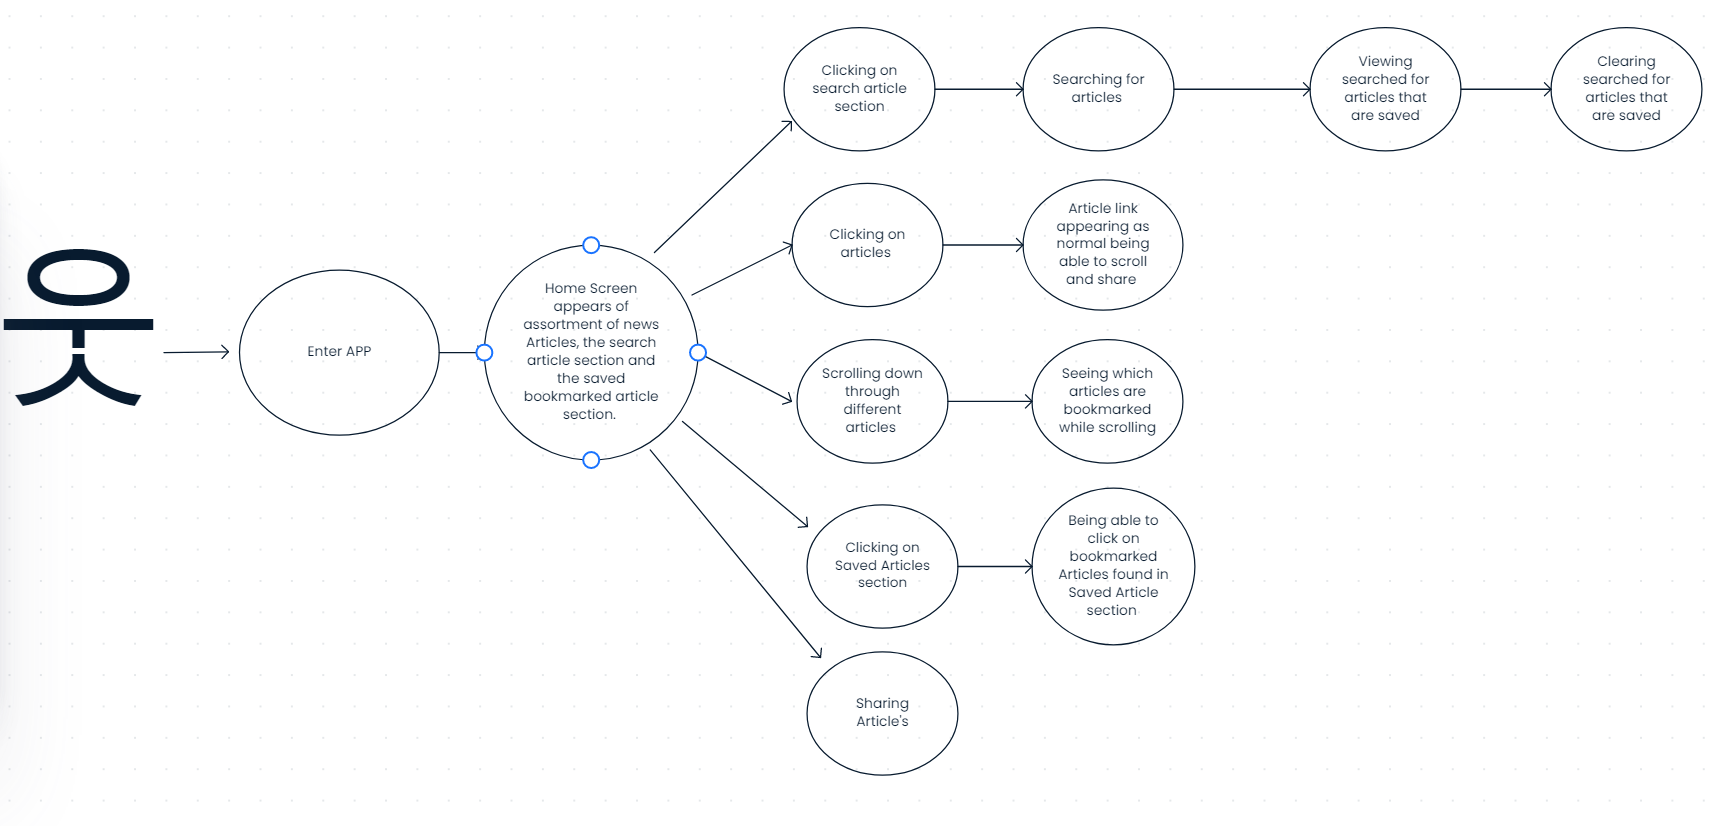 Enter APP
Home Screen
appears of
assortment of news
Articles, the search
article section and
the saved
bookmarked article
section.
Clicking on
search article
section
Searching for
articles
Viewing
searched for
articles that
are saved
Clearing
searched for
articles that
are saved
Clicking on
articles
Article link
appearing as
normal being
able to scroll
and share
Scrolling down
through
different
articles
Seeing which
articles are
bookmarked
while scrolling
Clicking on
Saved Articles
section
Being able to
click on
bookmarked
Articles found in
Saved Article
section
Sharing
Article's